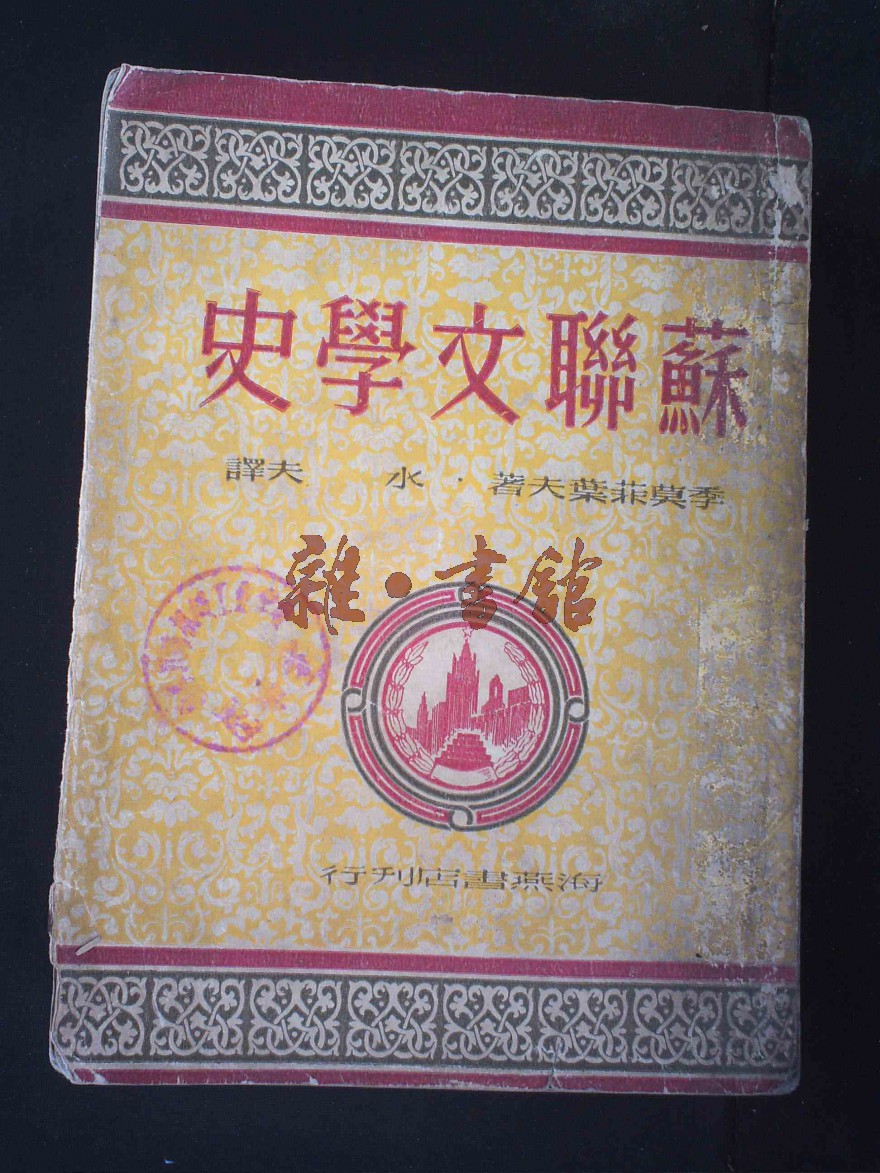 蘇聯文學史
季莫菲葉夫著·水 夫譯
雜·書館
海燕書店刊行